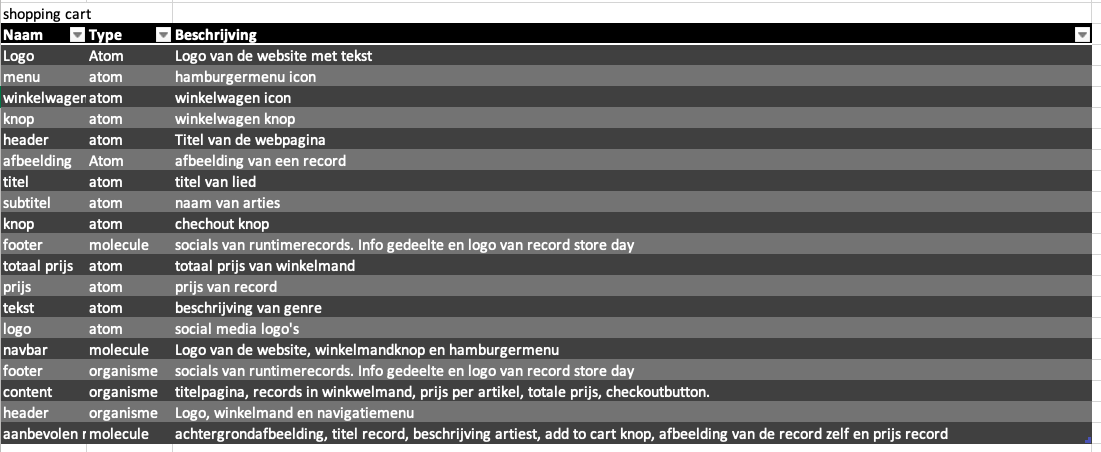 shopping cart
Naam Type Beschrijving
Logo Atom Logo van de website met tekst
menu atom hamburgermenu icon
winkelwagen atom winkelwagen icon
knop atom winkelwagen knop
header atom Titel van de webpagina
afbeelding Atom afbeelding van een record
titel atom titel van lied
subtitel atom naam van arties
knop atom chechout knop
footer molecule socials van runtimerecords. Info gedeelte en logo van record store day
totaal prijs atom totaal prijs van winkelmand
prijs atom prijs van record
tekst atom beschrijving van genre
logo atom social media logo's
navbar molecule Logo van de website, winkelmandknop en hamburgermenu
footer organisme socials van runtimerecords. Info gedeelte en logo van record store day
content organisme titelpagina, records in winkwelmand, prijs per artikel, totale prijs, checkoutbutton.
header organisme Logo, winkelmand en navigatiemenu
aanbevolen molecule achtergrondafbeelding, titel record, beschrijving artiest, add to cart knop, afbeelding van de record zelf en prijs record